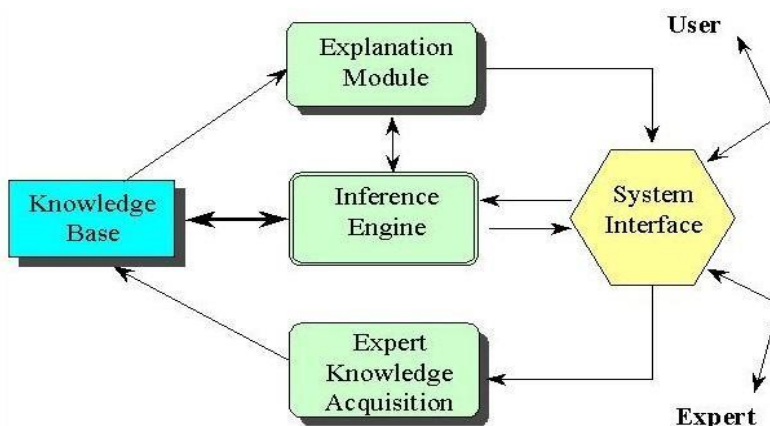 User
Explanation
Module
Knowledge
Base
Inference
Engine
System
Interface
Expert
Knowledge
Acquisition
Expert